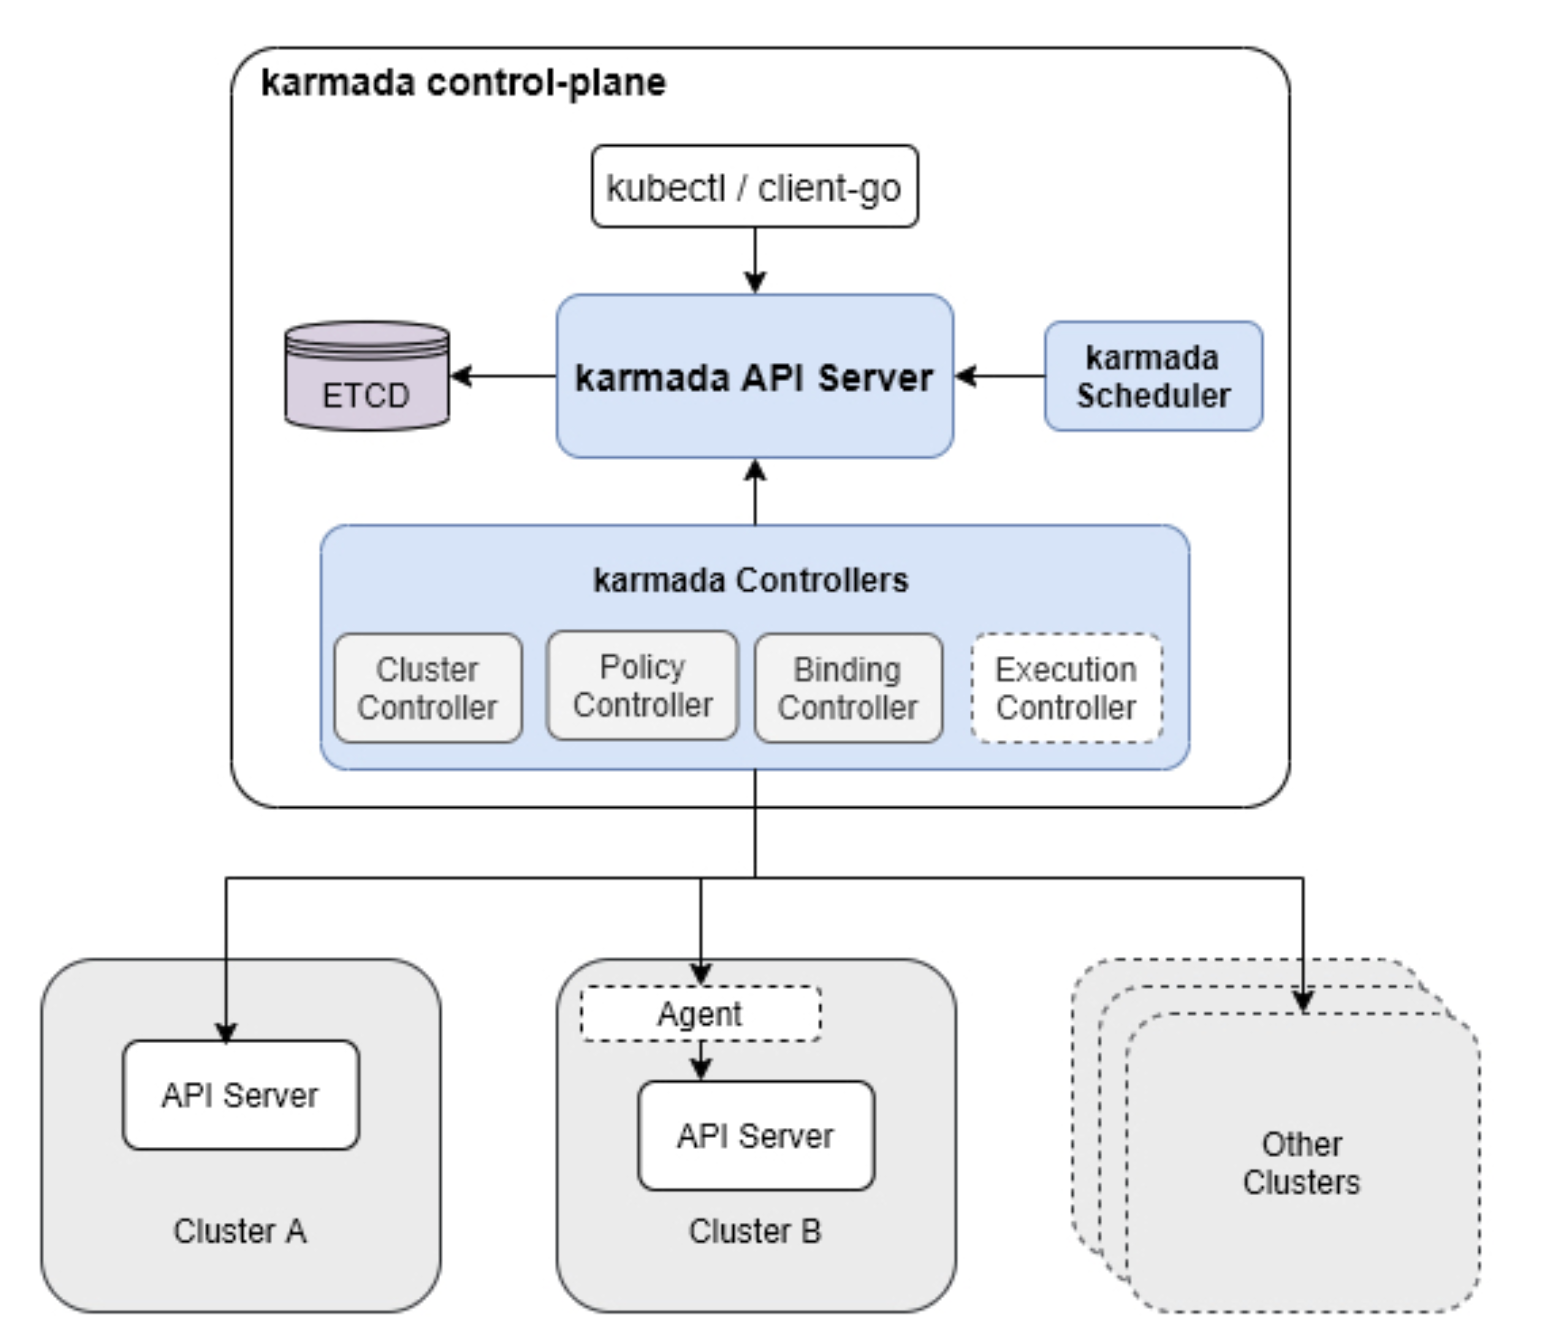 karmada control-plane
kubectl / client-go
ETCD
karmada API Server
karmada
Scheduler
karmada Controllers
Cluster
Controller
Policy
Controller
Binding
Controller
Execution
Controller
API Server
Cluster A
Agent
API Server
Cluster B
Other
Clusters